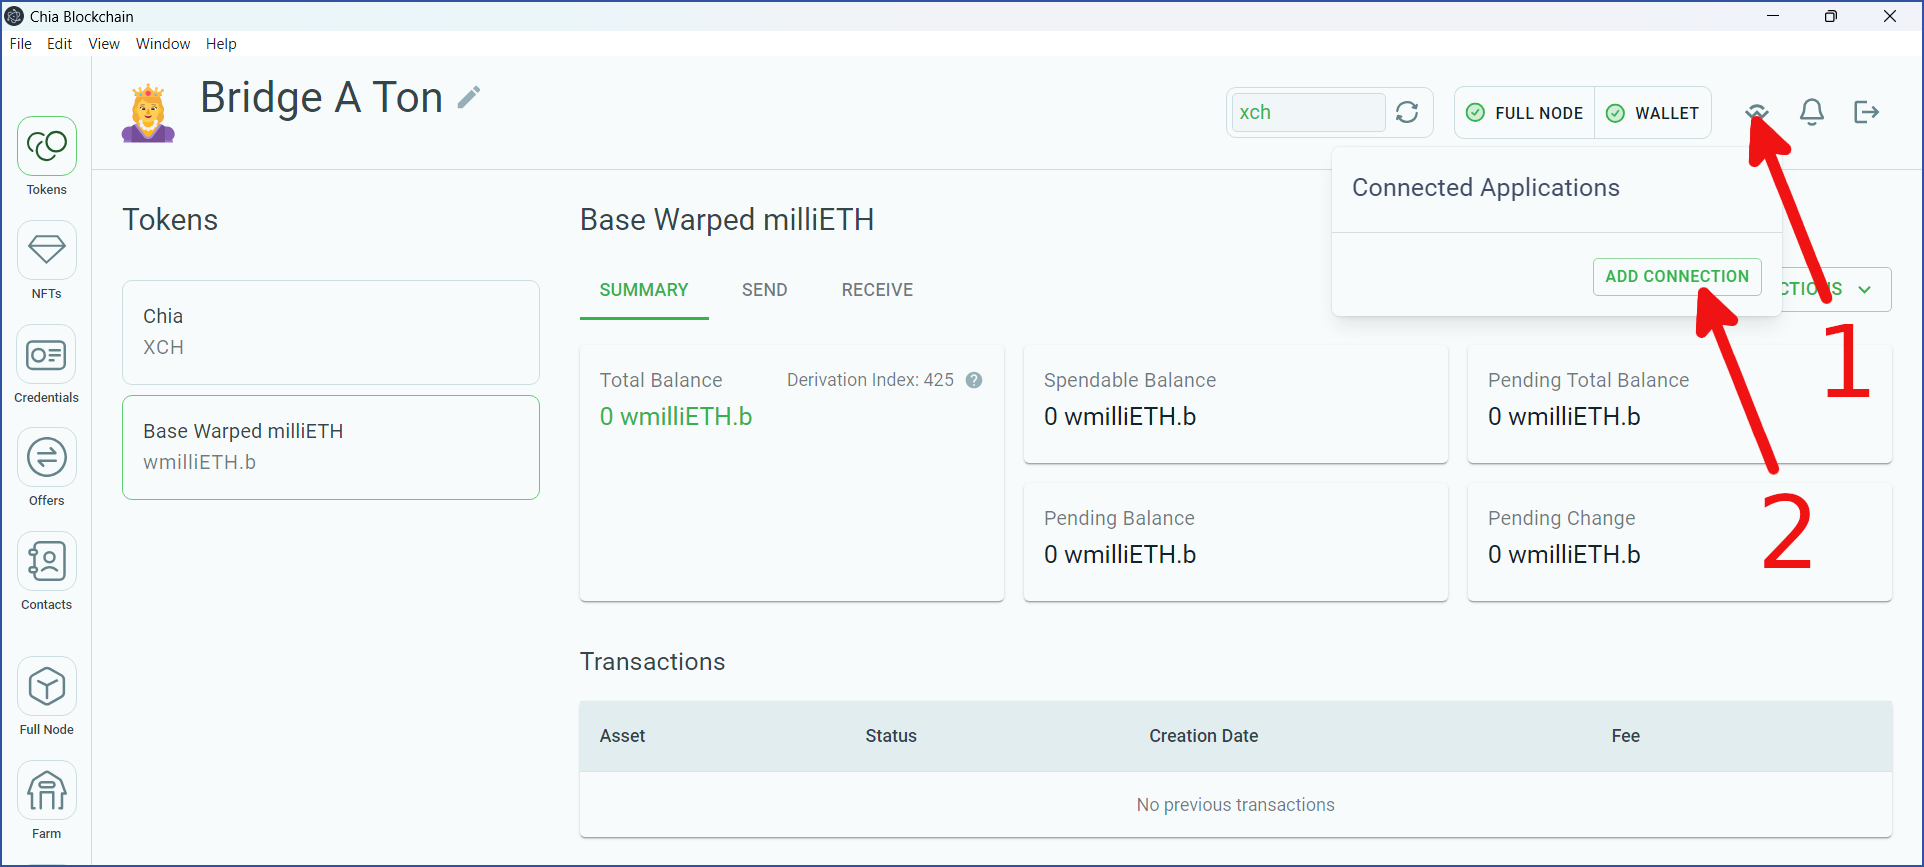 Chia Blockchain
File Edit View Window Help
Bridge A Ton
xch
FULL NODE
WALLET
Connected Applications
ADD CONNECTION
1
2
Tokens
NFTs
Credentials
Offers
Contacts
Full Node
Farm
Tokens
Chia
XCH
Base Warped milliETH
wmilliETH.b
Base Warped milliETH
SUMMARY SEND RECEIVE
CTIONS
Total Balance
Derivation Index: 425
0 wmilliETH.b
Spendable Balance
0 wmilliETH.b
Pending Total Balance
0 wmilliETH.b
Pending Balance
0 wmilliETH.b
Pending Change
0 wmilliETH.b
Transactions
Asset Status Creation Date Fee
No previous transactions